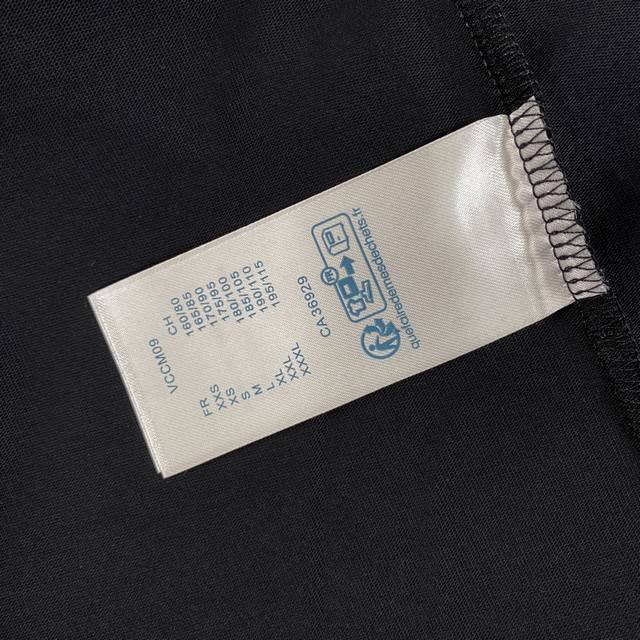 VCCM09
FR CH
XXS 160/80
XS 165/85
S 170/90
M 175/95
L 180/100
XL 185/105
XXL 190/110
XXXL 195/115
CA 36929
quefairedemesdechets.fr